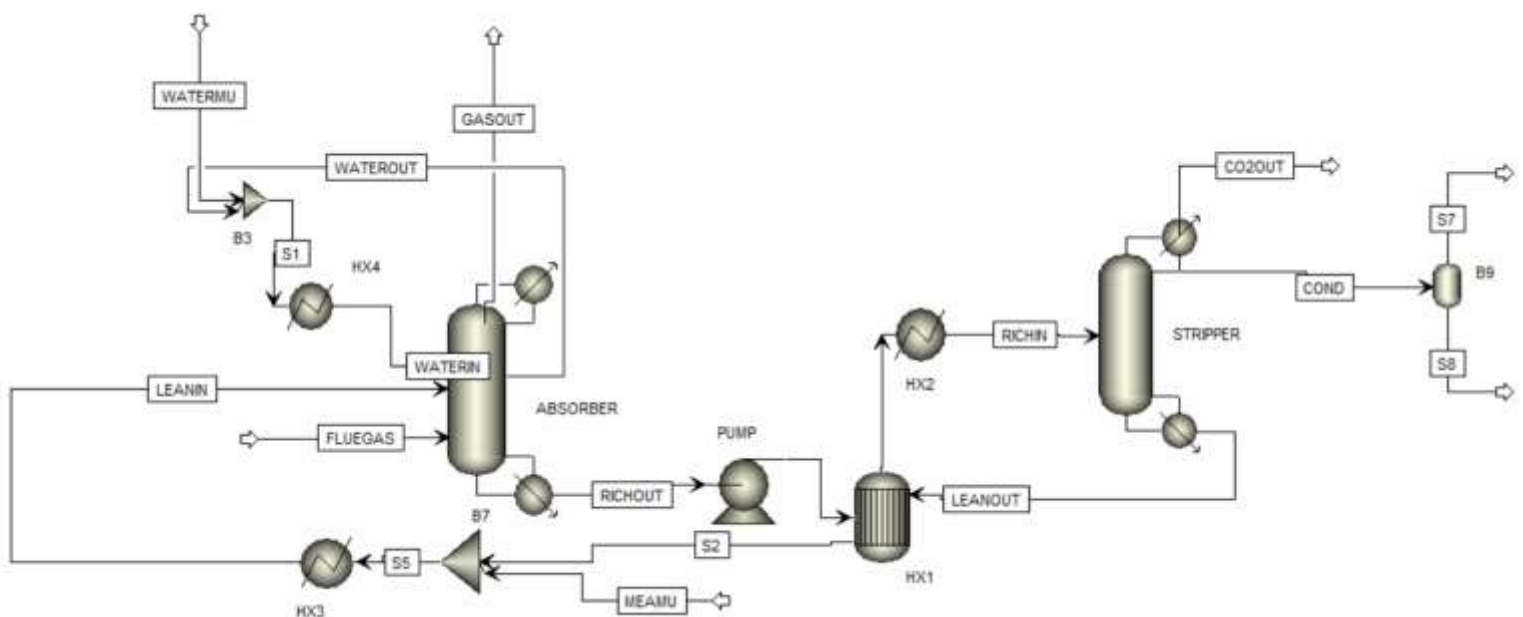 WATERMU
GASOUT
WATEROUT
CO2OUT
S7
B3
S1
HX4
B9
COND
WATERIN
STRIPPER
RICHIN
S8
LEANIN
HX2
ABSORBER
FLUEGAS
PUMP
RICHOUT
LEANOUT
B7
S2
S5
HX1
MEAMU
HX3